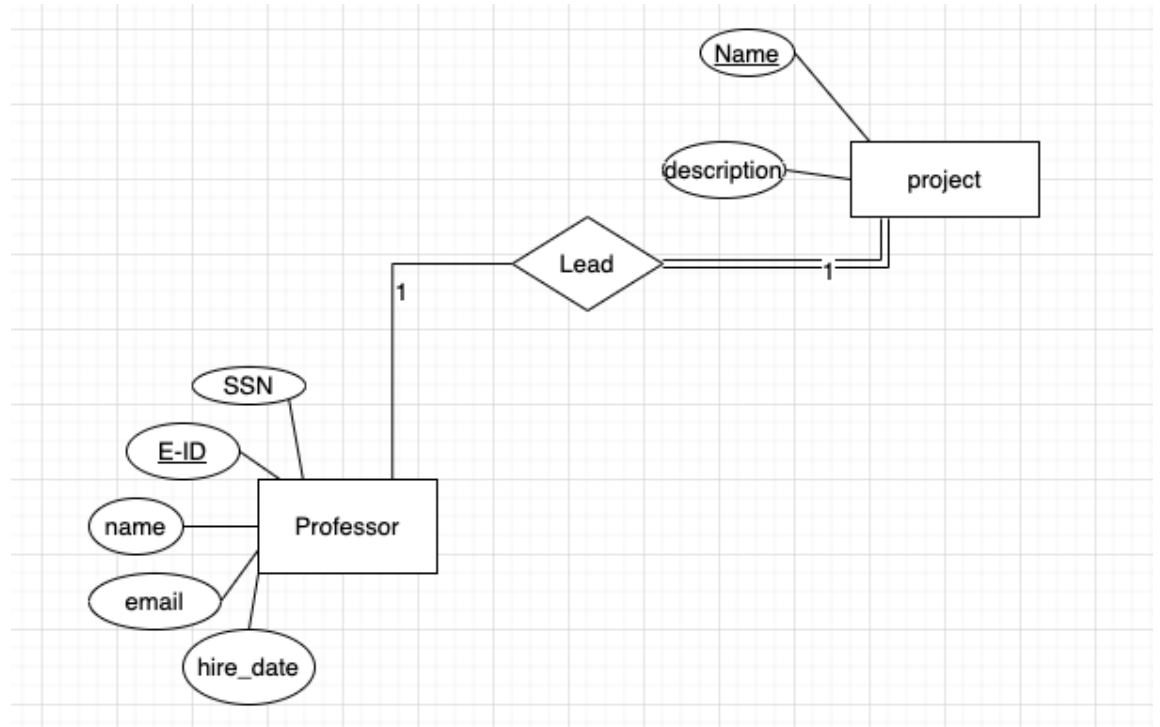 Name
description
project
Lead
1
1
SSN
E-ID
name
Professor
email
hire_date